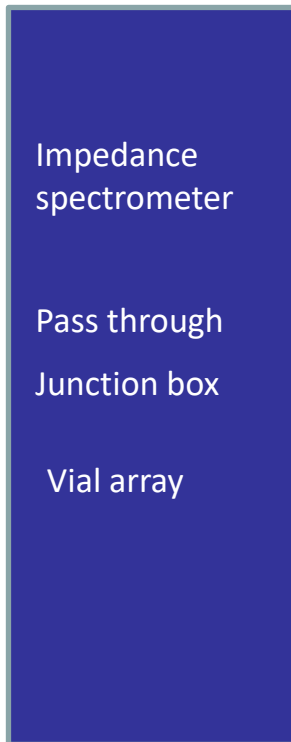 Impedance
spectrometer
Pass through
Junction box
Vial array